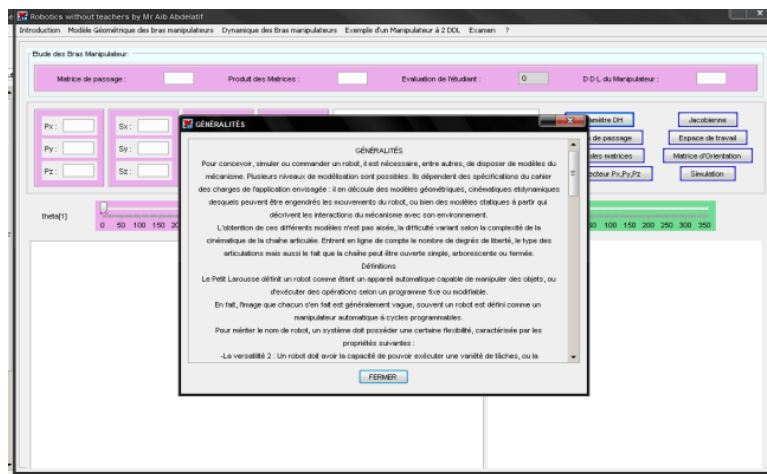 Robotics without teachers by Mr Aib Abdelatif
Introduction Modèle Géométrique des bras manipulateurs Dynamique des Bras manipulateurs Exemple d'un Manipulateur à 2 DDL Examen ?
Etude des Bras Manipulateur:
Matrice de passage : Produit des Matrices : Evaluation de l'étudiant : 0 D D L du Manipulateur :
Px : Sx :
Py : Sy :
Pz : Sz :
amètre DH Jacobienne
de passage Espace de travail
des matrices Matrice d'Orientation
ecteur Px,Py,Pz Simulation
theta[1]
0 50 100 150 20
50 100 150 200 250 300 350
GÉNÉRALITÉS
GÉNÉRALITÉS
Pour concevoir, simuler ou commander un robot, il est nécessaire, entre autres, de disposer de modèles du
mécanisme. Plusieurs niveaux de modélisation sont possibles. Ils dépendent des spécifications du cahier
des charges de l'application envisagée : il en découle des modèles géométriques, cinématiques etdynamiques
desquels peuvent être engendrés les mouvements du robot, ou bien des modèles statiques à partir qui
décrivent les interactions du mécanisme avec son environnement.
L'obtention de ces différents modèles n'est pas aisée, la difficulté variant selon la complexité de la
cinématique de la chaîne articulée. Entrent en ligne de compte le nombre de degrés de liberté, le type des
articulations mais aussi le fait que la chaîne peut être ouverte simple, arborescente ou fermée.
Définitions
Le Petit Larousse définit un robot comme étant un appareil automatique capable de manipuler des objets, ou
d'exécuter des opérations selon un programme fixe ou modifiable.
En fait, l'image que chacun s'en fait est généralement vague, souvent un robot est défini comme un
manipulateur automatique à cycles programmables.
Pour mériter le nom de robot, un système doit posséder une certaine flexibilité, caractérisée par les
propriétés suivantes :
-La versatilité 2 : Un robot doit avoir la capacité de pouvoir exécuter une variété de tâches, ou la
FERMER